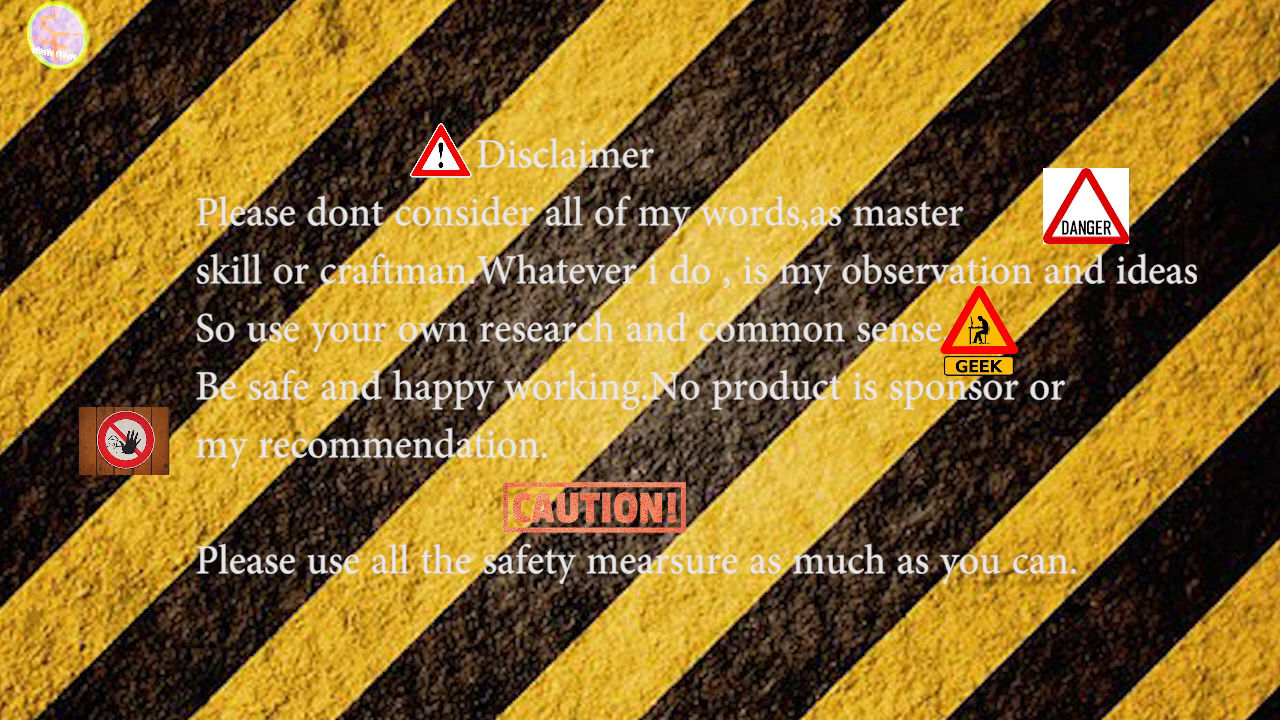 Disclaimer
Please dont consider all of my words,as master
DANGER
skill or craftman.Whatever i do , is my observation and ideas
So use your own research and common sense
GEEK
Be safe and happy working.No product is sponsor or
my recommendation.
CAUTION!
Please use all the safety mearsure as much as you can.